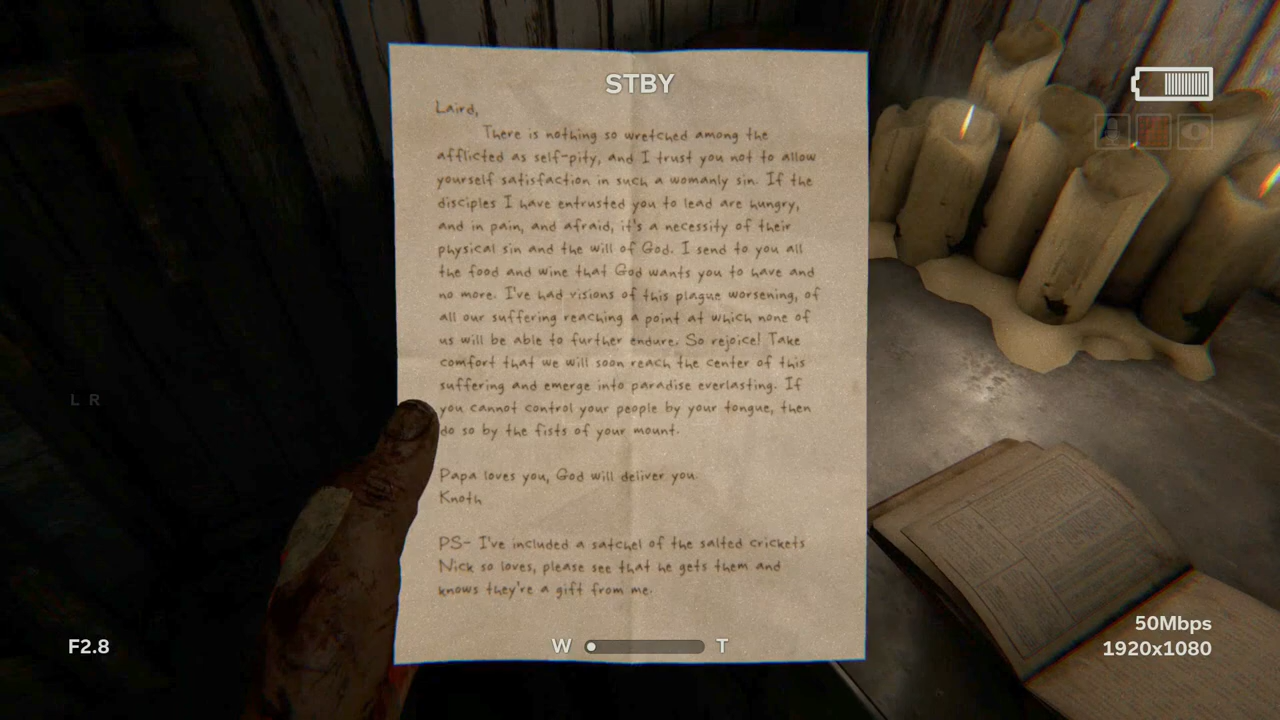 STBY
Laird,
There is nothing so wretched among the
afflicted as self-pity, and I trust you not to allow
yourself satisfaction in such a womanly sin. If the
disciples I have entrusted you to lead are hungry,
and in pain, and afraid, it's a necessity of their
physical sin and the will of God. I send to you all
the food and wine that God wants you to have and
no more. I've had visions of this plague worsening, of
all our suffering reaching a point at which none of
us will be able to further endure. So rejoice! Take
comfort that we will soon reach the center of this
suffering and emerge into paradise everlasting. If
you cannot control your people by your tongue, then
do so by the fists of your mount.
Papa loves you, God will deliver you.
Knoth
PS- I've included a satchel of the salted crickets
Nick so loves, please see that he gets them and
knows they're a gift from me.
L R
F2.8
W T
50Mbps
1920x1080